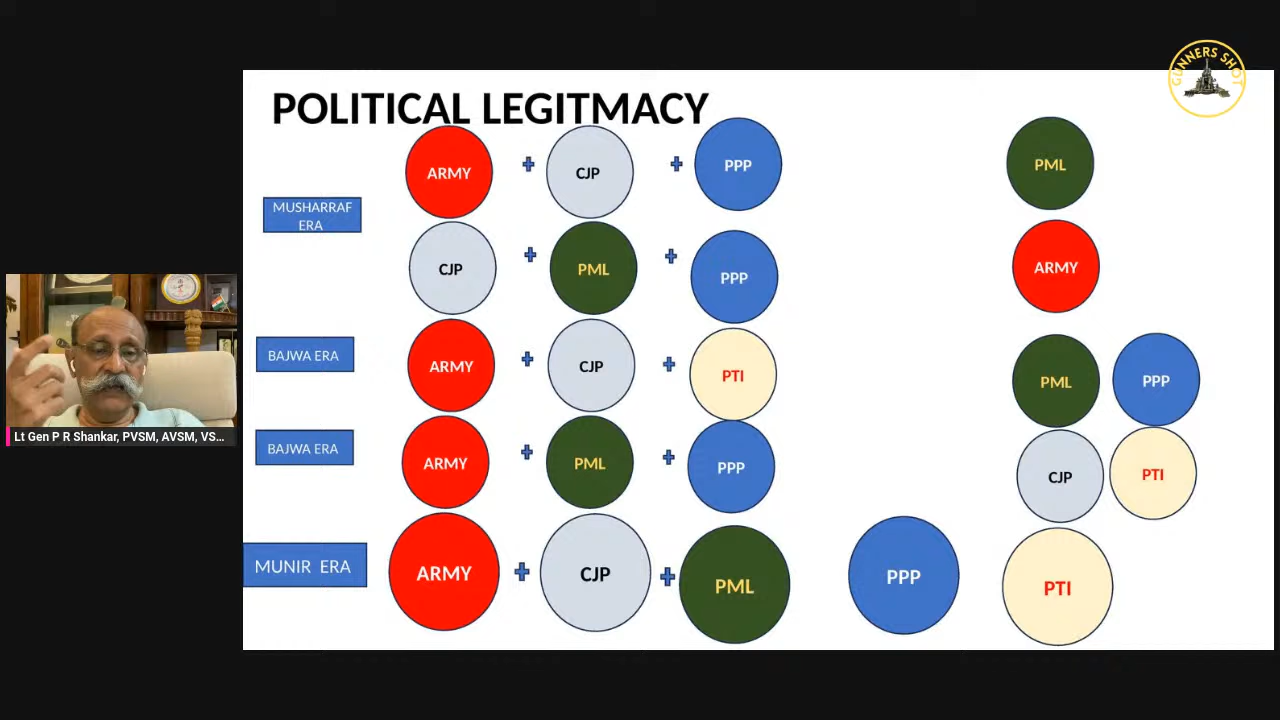 GUNNERS SHOT
POLITICAL LEGITMACY
ARMY + CJP + PPP PML
MUSHARRAF
ERA
CJP + PML + PPP ARMY
BAJWA ERA ARMY + CJP + PTI PML PPP
BAJWA ERA ARMY + PML + PPP CJP PTI
MUNIR ERA ARMY + CJP + PML PPP PTI
Lt Gen P R Shankar, PVSM, AVSM, VS...